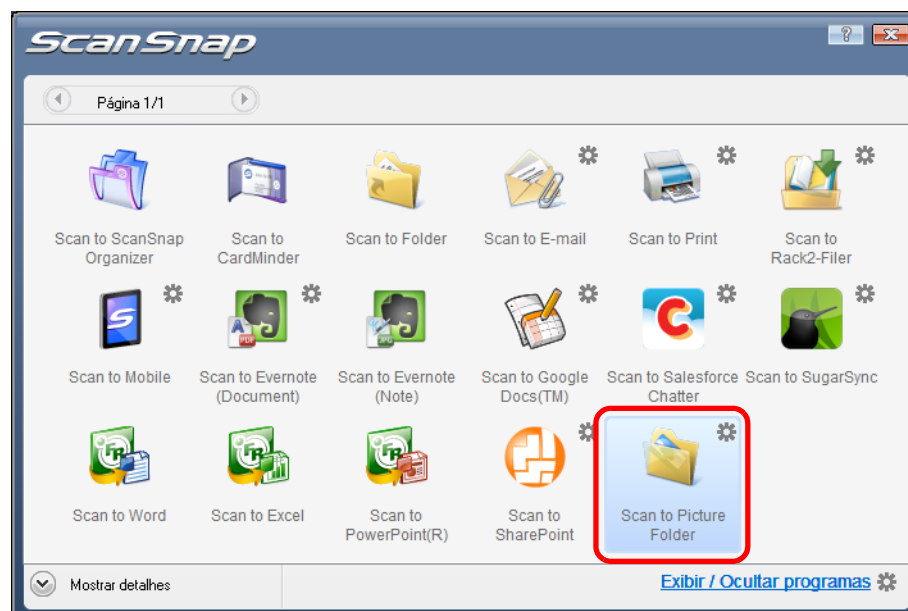 ScanSnap
Página 1/1
Scan to ScanSnap
Organizer
Scan to
CardMinder
Scan to Folder
Scan to E-mail
Scan to Print
Scan to
Rack2-Filer
Scan to Mobile
Scan to Evernote
(Document)
Scan to Evernote
(Note)
Scan to Google
Docs(TM)
Scan to Salesforce
Chatter
Scan to SugarSync
Scan to Word
Scan to Excel
Scan to
PowerPoint(R)
Scan to
SharePoint
Scan to Picture
Folder
Mostrar detalhes
Exibir / Ocultar programas